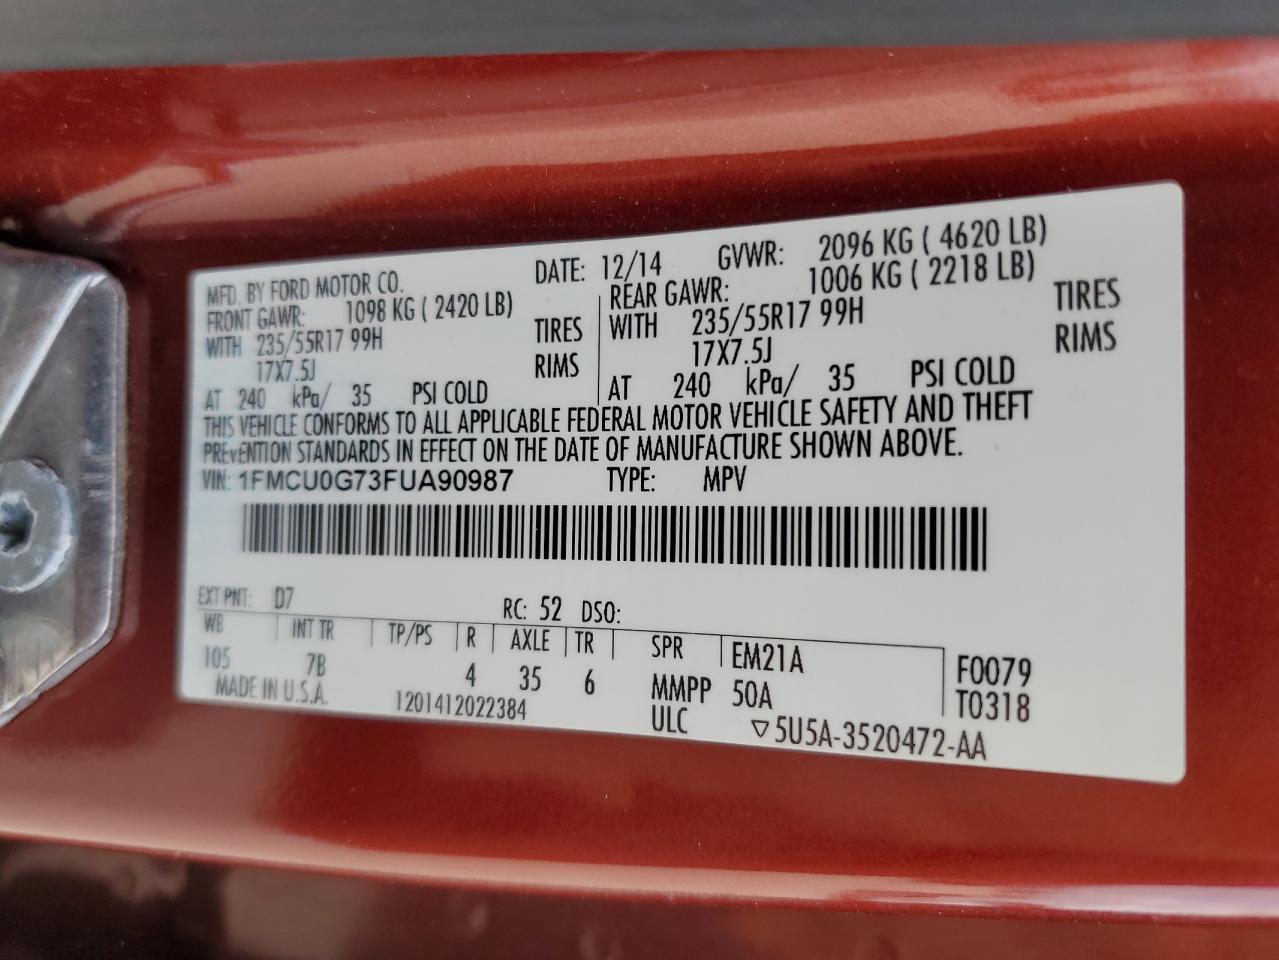 MFD. BY FORD MOTOR CO. DATE: 12/14 GVWR: 2096 KG ( 4620 LB)
FRONT GAWR: 1098 KG ( 2420 LB) REAR GAWR: 1006 KG ( 2218 LB)
WITH 235/55R17 99H TIRES WITH 235/55R17 99H TIRES
17X7.5J RIMS 17X7.5J RIMS
AT 240 kPa/ 35 PSI COLD AT 240 kPa/ 35 PSI COLD
THIS VEHICLE CONFORMS TO ALL APPLICABLE FEDERAL MOTOR VEHICLE SAFETY AND THEFT
PREVENTION STANDARDS IN EFFECT ON THE DATE OF MANUFACTURE SHOWN ABOVE.
VIN: 1FMCU0G73FUA90987 TYPE: MPV
EXT PNT: D7 RC: 52 DSO:
WB INT TR TP/PS R AXLE TR SPR EM21A F0079
105 7B 4 35 6 MMPP 50A T0318
MADE IN U.S.A. 1201412022384 ULC ▽5U5A-3520472-AA